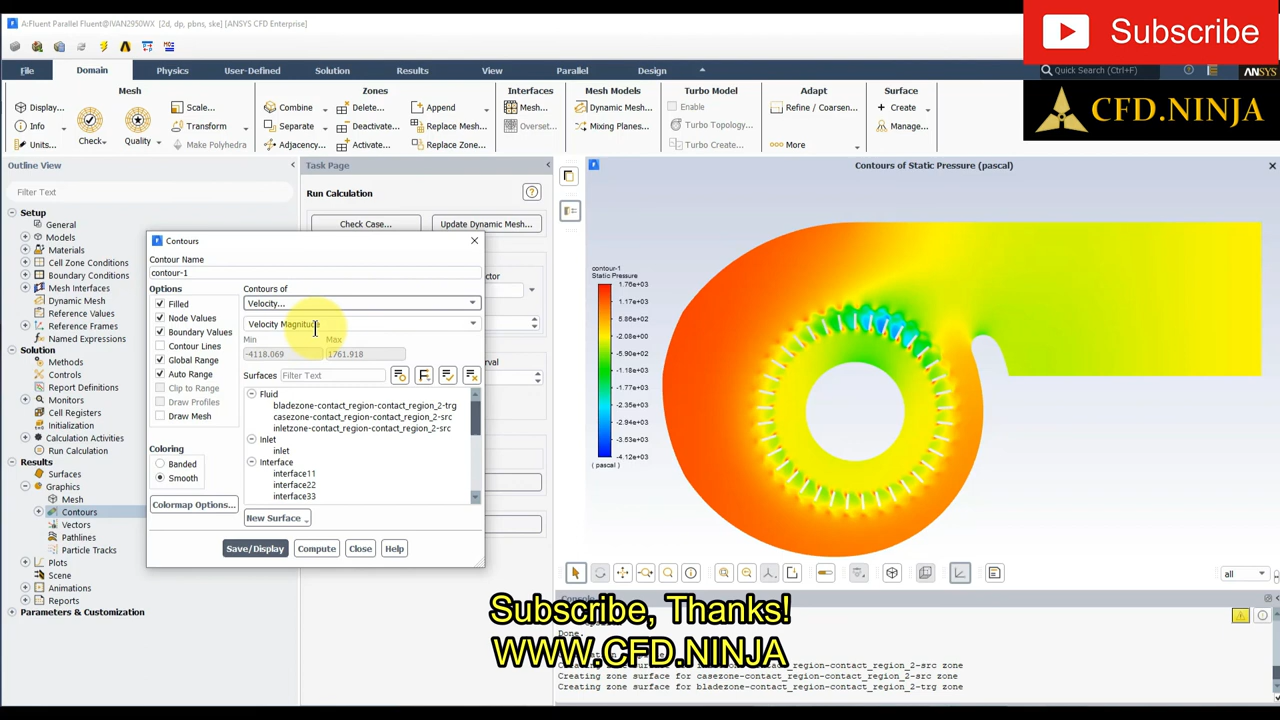 A:Fluent Parallel Fluent@IVAN2950WX [2d, dp, pbns, ske] [ANSYS CFD Enterprise]
Subscribe
File Domain Physics User-Defined Solution Results View Parallel Design
Quick Search (Ctrl+F)
ANSYS
CFD.NINJA
Mesh Zones Interfaces Mesh Models Turbo Model Adapt Surface
Display... Scale... Combine Delete... Append Mesh... Dynamic Mesh... Enable Refine / Coarsen... Create
Info Check Quality Transform Separate Deactivate... Replace Mesh... Overset... Mixing Planes... Turbo Topology... Manage...
Units... Make Polyhedra Adjacency... Activate... Replace Zone... Turbo Create... More
Outline View
Filter Text
Setup
General
Models
Materials
Cell Zone Conditions
Boundary Conditions
Mesh Interfaces
Dynamic Mesh
Reference Values
Reference Frames
Named Expressions
Solution
Methods
Controls
Report Definitions
Monitors
Cell Registers
Initialization
Calculation Activities
Run Calculation
Results
Surfaces
Graphics
Mesh
Contours
Vectors
Pathlines
Particle Tracks
Plots
Scene
Animations
Reports
Parameters & Customization
Task Page
Run Calculation
Check Case... Update Dynamic Mesh...
Contours
Contour Name
contour-1
Options
Filled
Node Values
Boundary Values
Contour Lines
Global Range
Auto Range
Clip to Range
Draw Profiles
Draw Mesh
Coloring
Banded
Smooth
Colormap Options...
Contours of
Velocity...
Velocity Magnitude
Min Max
-4118.069 1761.918
Surfaces Filter Text
Fluid
bladezone-contact_region-contact_region_2-trg
casezone-contact_region-contact_region_2-src
inletzone-contact_region-contact_region_2-src
Inlet
inlet
Interface
interface11
interface22
interface33
New Surface
Save/Display Compute Close Help
Contours of Static Pressure (pascal)
contour-1
Static Pressure
1.76e+03
1.17e+03
5.86e+02
-2.02e+00
-5.90e+02
-1.18e+03
-1.77e+03
-2.35e+03
-2.94e+03
-3.53e+03
-4.12e+03
( pascal )
all
Console
Done.
Creating zone surface for casezone-contact_region-contact_region_2-src zone
Creating zone surface for bladezone-contact_region-contact_region_2-trg zone
Subscribe, Thanks!
WWW.CFD.NINJA